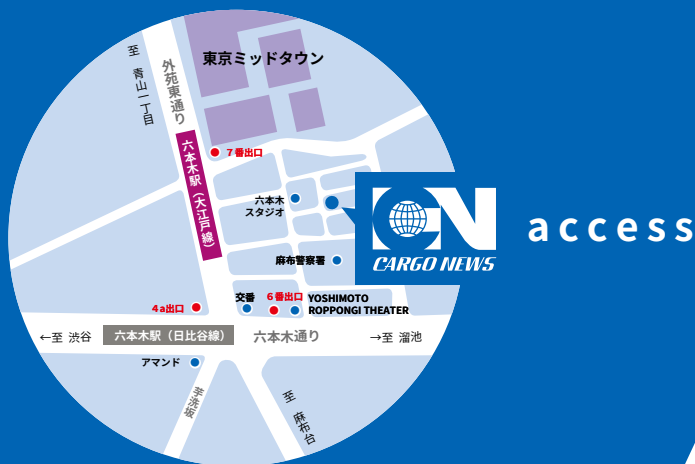 東京ミッドタウン
至 青山一丁目
外苑東通り
六本木駅（大江戸線）
７番出口
六本木
スタジオ
CN
CARGO NEWS
access
麻布警察署
4a出口
交番
６番出口
YOSHIMOTO
ROPPONGI THEATER
←至 渋谷
六本木駅（日比谷線）
六本木通り
→至 溜池
アマンド
芋洗坂
至 麻布台